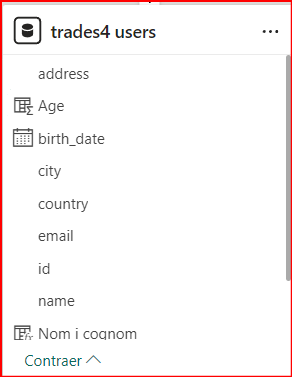 trades4 users
address
Age
birth_date
city
country
email
id
name
Nom i cognom
Contraer